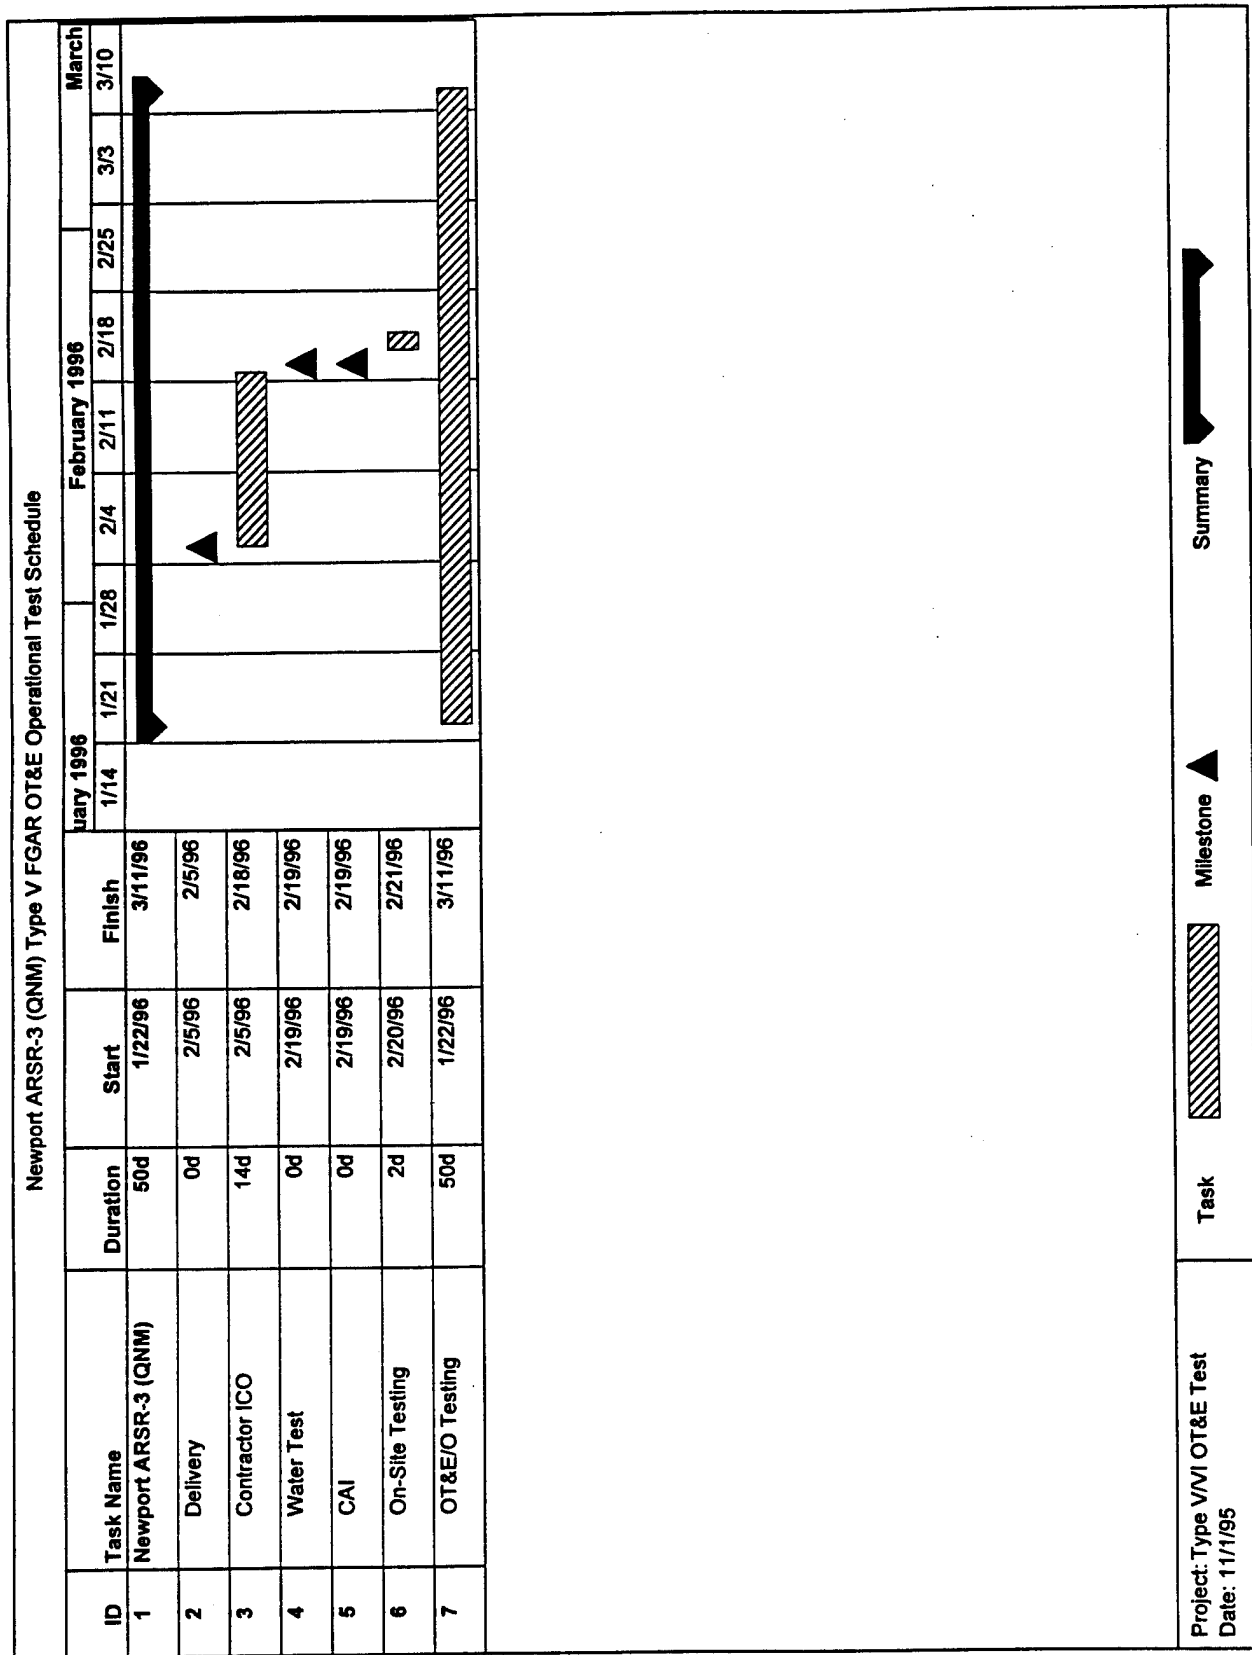 Newport ARSR-3 (QNM) Type V FGAR OT&E Operational Test Schedule
uary 1996 February 1996 March
ID Task Name Duration Start Finish 1/14 1/21 1/28 2/4 2/11 2/18 2/25 3/3 3/10
1 Newport ARSR-3 (QNM) 50d 1/22/96 3/11/96
2 Delivery 0d 2/5/96 2/5/96
3 Contractor ICO 14d 2/5/96 2/18/96
4 Water Test 0d 2/19/96 2/19/96
5 CAI 0d 2/19/96 2/19/96
6 On-Site Testing 2d 2/20/96 2/21/96
7 OT&E/O Testing 50d 1/22/96 3/11/96
Project: Type V/VI OT&E Test
Date: 11/1/95
Task Milestone Summary